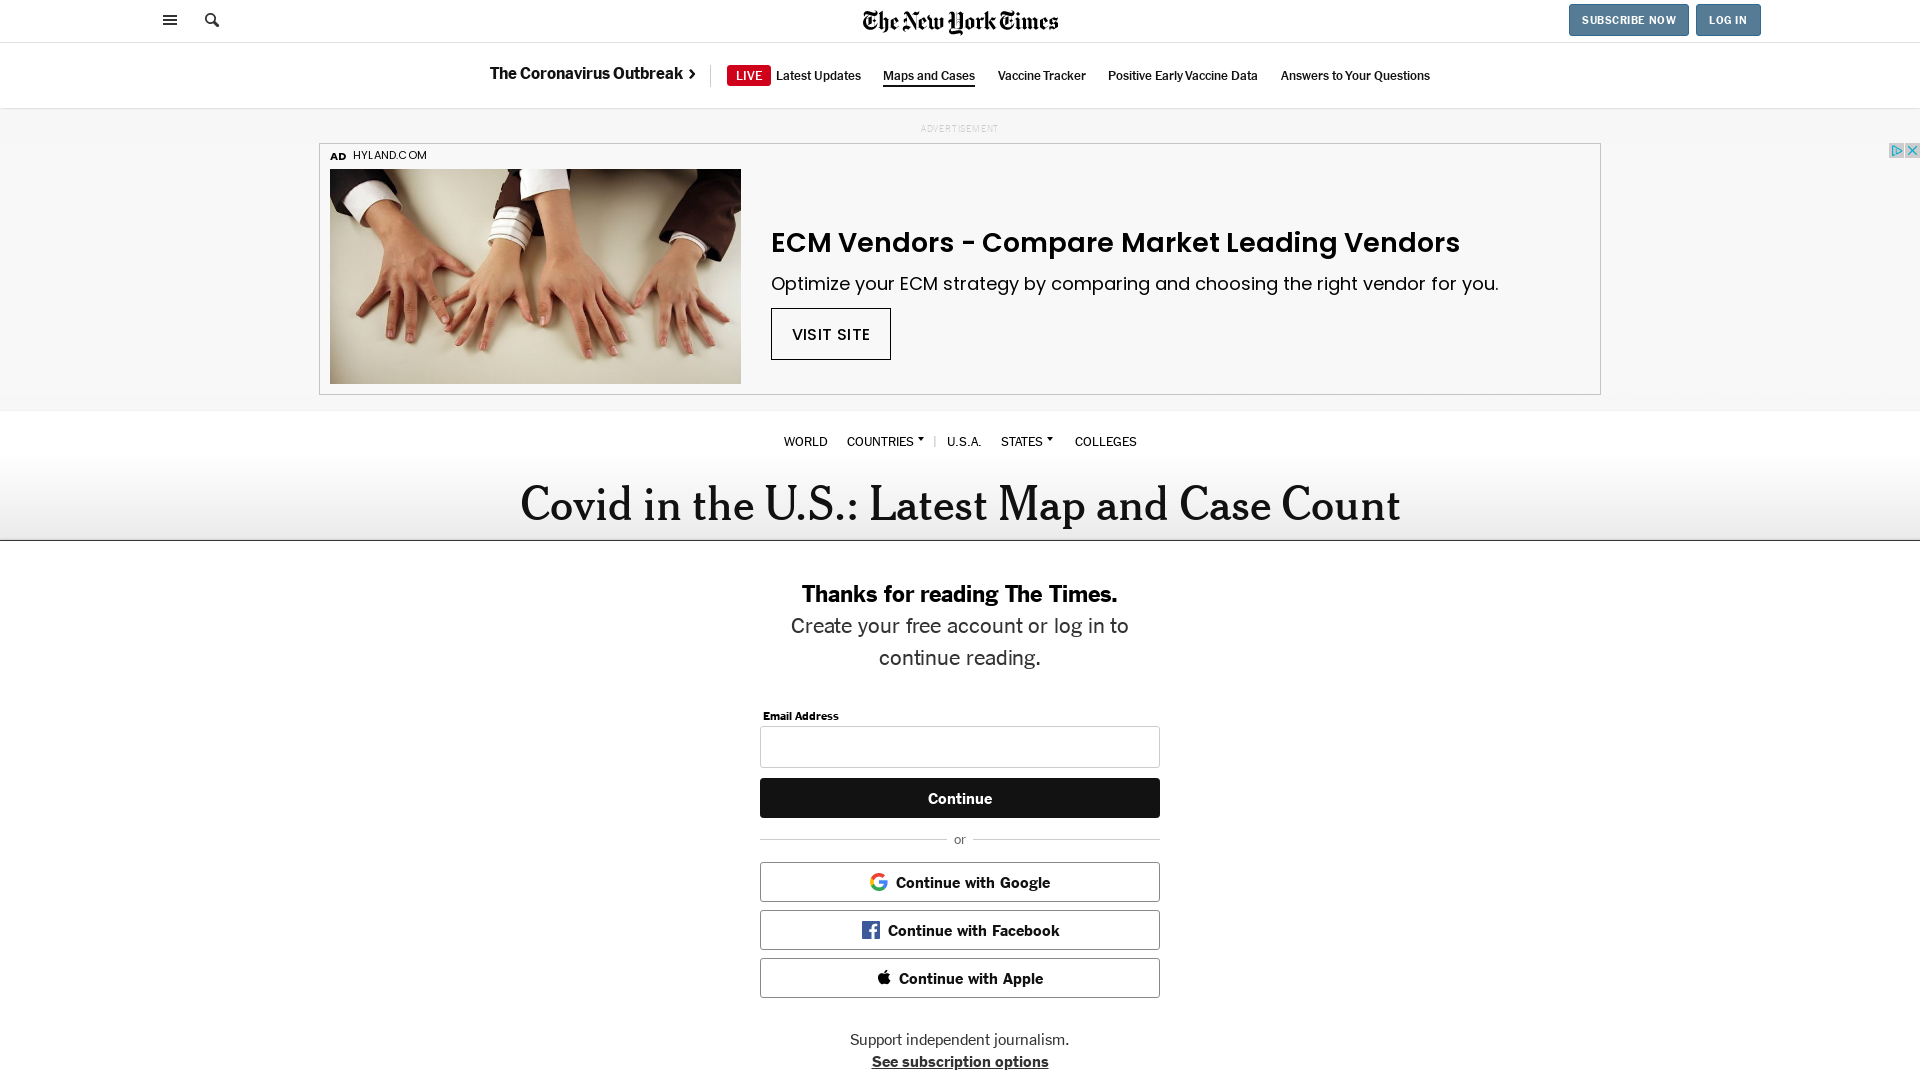 The New York Times
SUBSCRIBE NOW
LOG IN
The Coronavirus Outbreak ›
LIVE Latest Updates
Maps and Cases
Vaccine Tracker
Positive Early Vaccine Data
Answers to Your Questions
ADVERTISEMENT
AD HYLAND.COM
ECM Vendors - Compare Market Leading Vendors
Optimize your ECM strategy by comparing and choosing the right vendor for you.
VISIT SITE
WORLD COUNTRIES | U.S.A. STATES COLLEGES
Covid in the U.S.: Latest Map and Case Count
Thanks for reading The Times.
Create your free account or log in to
continue reading.
Email Address
Continue
or
Continue with Google
Continue with Facebook
Continue with Apple
Support independent journalism.
See subscription options